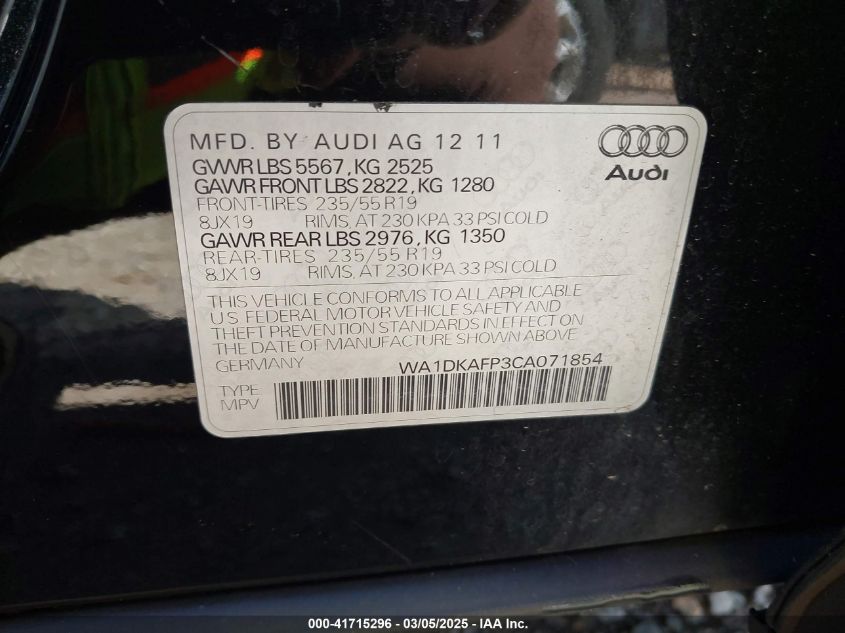 MFD. BY AUDI AG 12 11
GVWR LBS 5567, KG 2525
GAWR FRONT LBS 2822, KG 1280
FRONT-TIRES 235/55 R19
8JX19 RIMS, AT 230 KPA 33 PSI COLD
GAWR REAR LBS 2976, KG 1350
REAR-TIRES 235/55 R19
8JX19 RIMS, AT 230 KPA 33 PSI COLD
Audi
THIS VEHICLE CONFORMS TO ALL APPLICABLE
U.S. FEDERAL MOTOR VEHICLE SAFETY AND
THEFT PREVENTION STANDARDS IN EFFECT ON
THE DATE OF MANUFACTURE SHOWN ABOVE
GERMANY WA1DKAFP3CA071854
TYPE
MPV
000-41715296 - 03/05/2025 - IAA Inc.